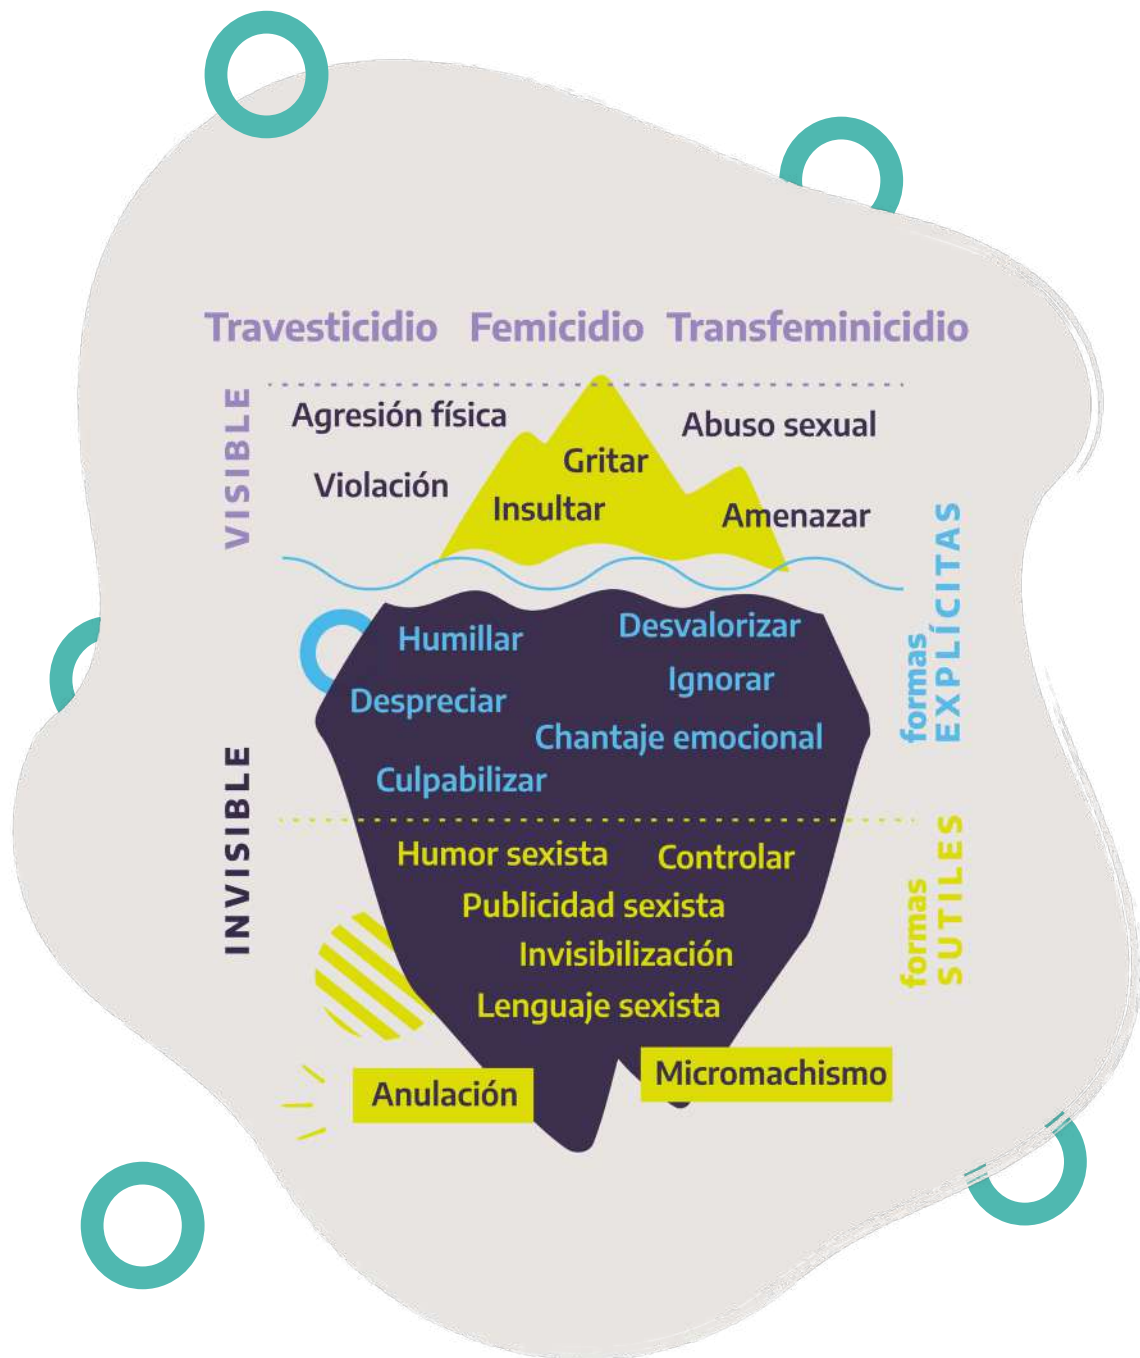 Travesticidio Femicidio Transfeminicidio
VISIBLE
Agresión física
Abuso sexual
Gritar
Violación
Insultar
Amenazar
formas
EXPLÍCITAS
Humillar
Desvalorizar
Ignorar
Despreciar
Chantaje emocional
Culpabilizar
INVISIBLE
formas
SUTILES
Humor sexista
Controlar
Publicidad sexista
Invisibilización
Lenguaje sexista
Anulación
Micromachismo